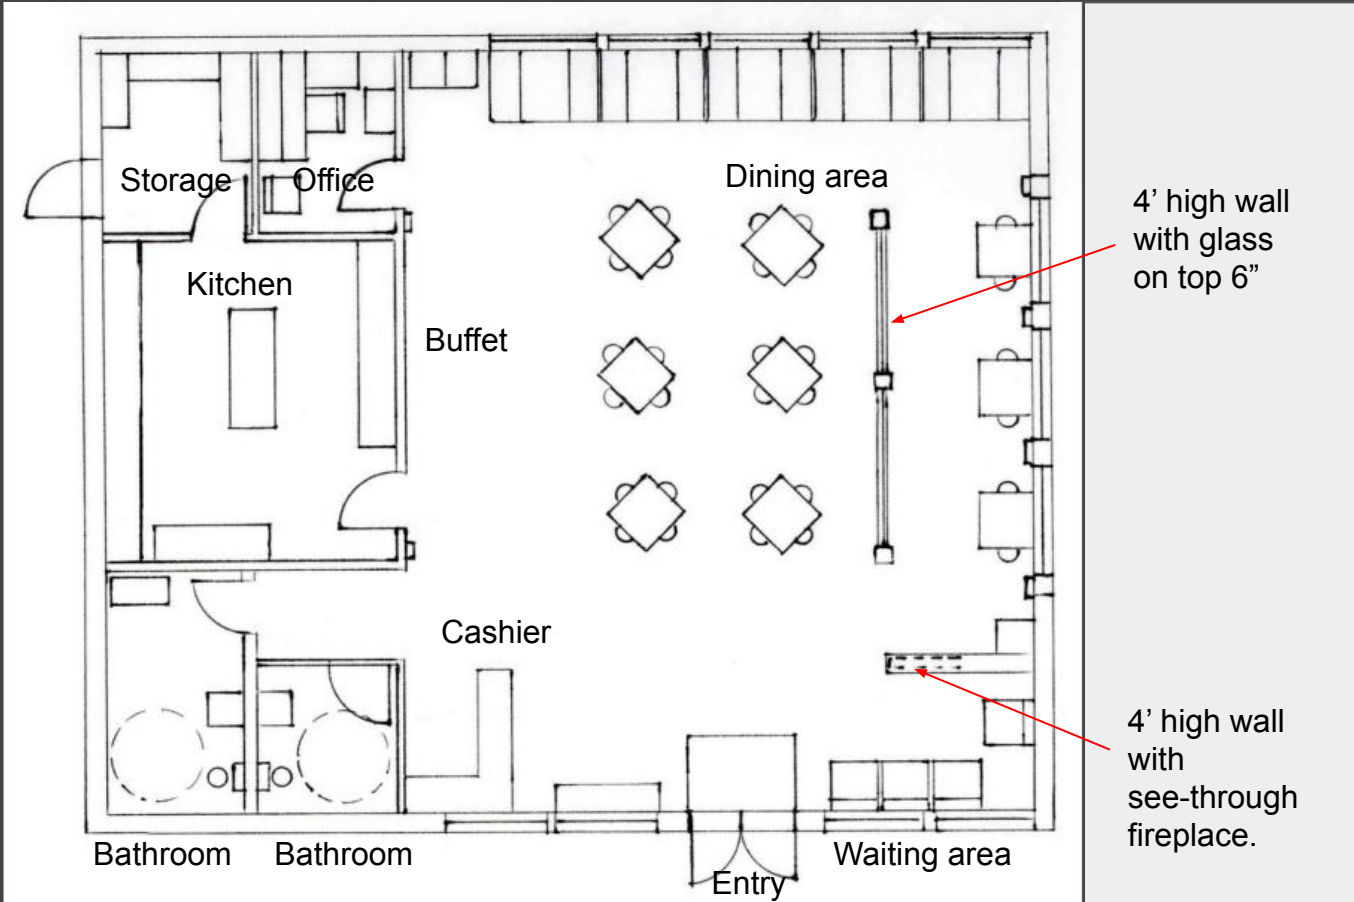 Storage
Office
Dining area
4’ high wall
with glass
on top 6”
Kitchen
Buffet
Cashier
4’ high wall
with
see-through
fireplace.
Bathroom
Bathroom
Waiting area
Entry